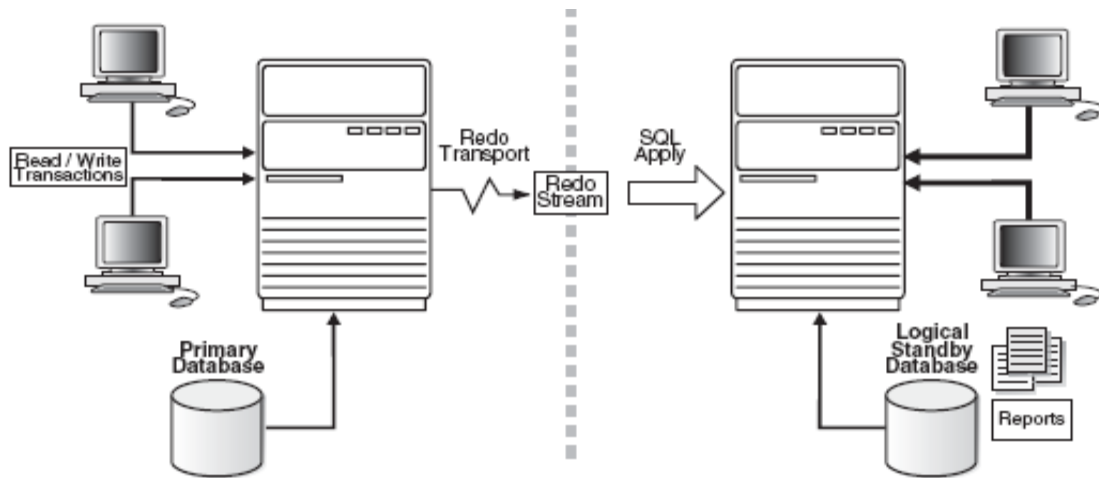 Read / Write
Transactions
Redo
Transport
Redo
Stream
SQL
Apply
Primary
Database
Logical
Standby
Database
Reports